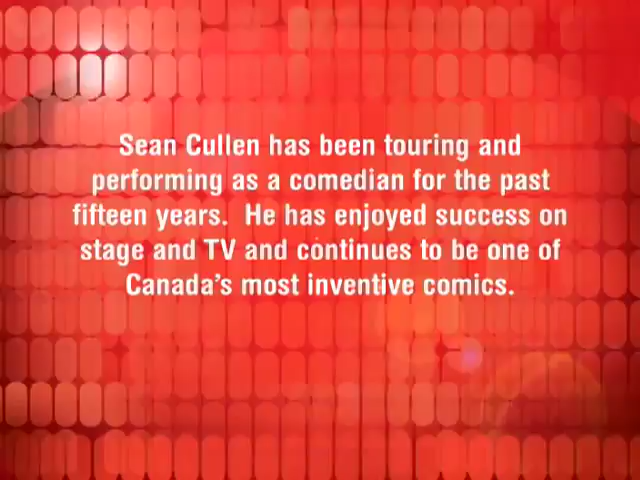 Sean Cullen has been touring and
performing as a comedian for the past
fifteen years.  He has enjoyed success on
stage and TV and continues to be one of
Canada's most inventive comics.